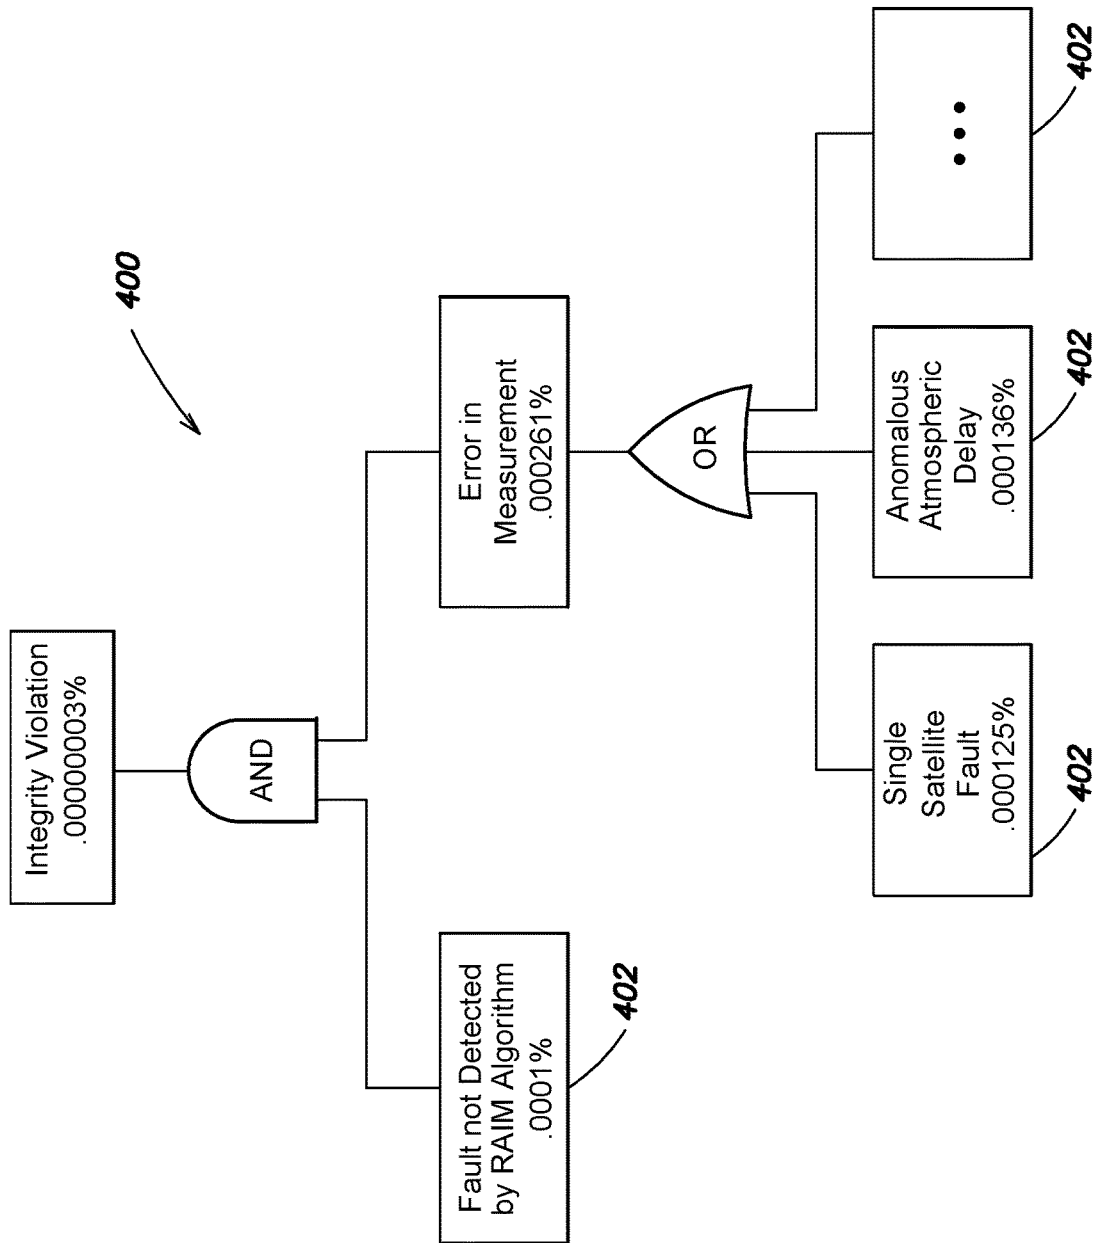 400
Integrity Violation
.00000003%
AND
Fault not Detected
by RAIM Algorithm
.0001%
402
Error in
Measurement
.000261%
OR
Single
Satellite
Fault
.000125%
402
Anomalous
Atmospheric
Delay
.000136%
402
•••
402